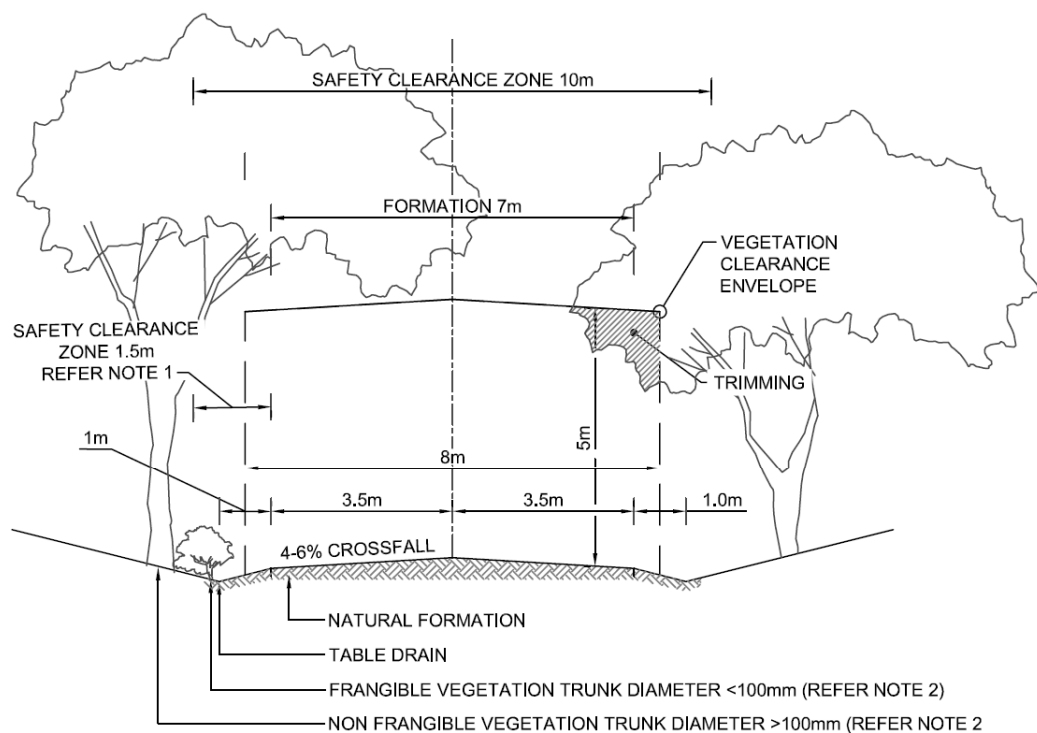 SAFETY CLEARANCE ZONE 10m
FORMATION 7m
VEGETATION
CLEARANCE
ENVELOPE
SAFETY CLEARANCE
ZONE 1.5m
REFER NOTE 1
TRIMMING
1m
5m
8m
3.5m
3.5m
1.0m
4-6% CROSSFALL
NATURAL FORMATION
TABLE DRAIN
FRANGIBLE VEGETATION TRUNK DIAMETER <100mm (REFER NOTE 2)
NON FRANGIBLE VEGETATION TRUNK DIAMETER >100mm (REFER NOTE 2